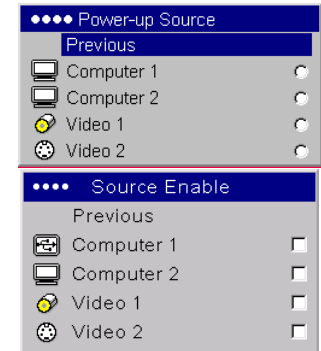 Power-up Source
Previous
Computer 1
Computer 2
Video 1
Video 2
Source Enable
Previous
Computer 1
Computer 2
Video 1
Video 2